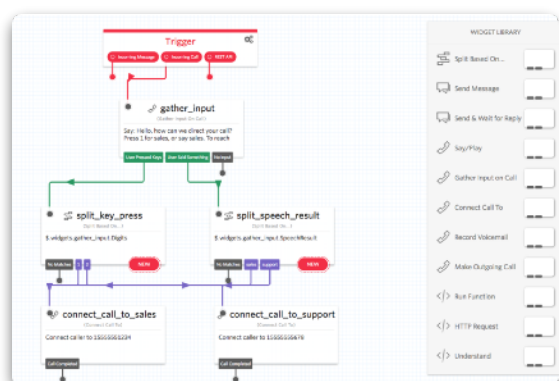 Trigger
Incoming Message Incoming Call REST API
gather_input
(Gather Input On Call)
Say: Hello, how can we direct your call?
Press 1 for sales, or say sales. To reach
User Pressed Keys User Said Something No Input
split_key_press
(Split Based On...)
$ widgets.gather_input.Digits
No Matches NEW
split_speech_result
(Split Based On...)
$ widgets.gather_input.SpeechResult
No Matches sales support NEW
connect_call_to_sales
(Connect Call To)
Connect caller to 15555551234
Call Completed
connect_call_to_support
(Connect Call To)
Connect caller to 15555555678
Call Completed
WIDGET LIBRARY
Split Based On...
Send Message
Send & Wait for Reply
Say/Play
Gather Input on Call
Connect Call To
Record Voicemail
Make Outgoing Call
Run Function
HTTP Request
Understand